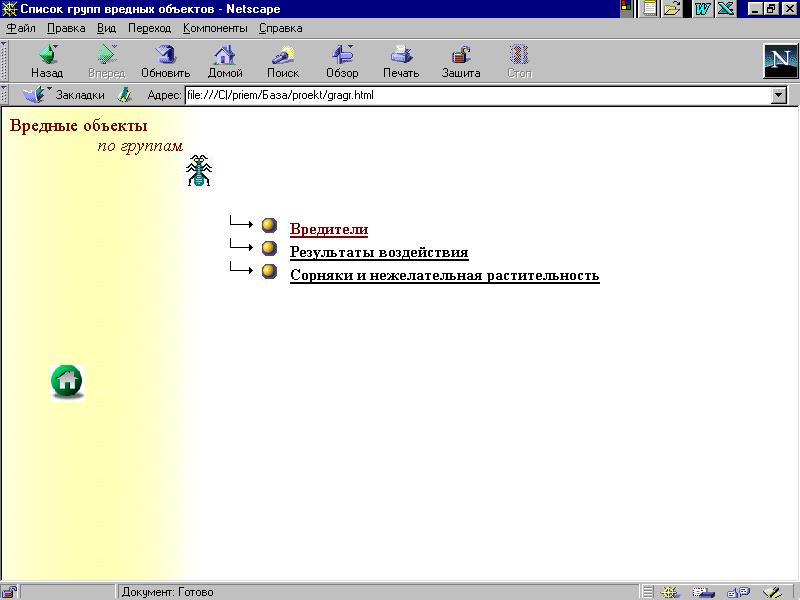 Список групп вредных объектов - Netscape
Файл Правка Вид Переход Компоненты Справка
Назад Вперед Обновить Домой Поиск Обзор Печать Защита Стоп
N
Закладки Адрес: file:///C|/priem/База/proekt/gragr.html
Вредные объекты
по группам
Вредители
Результаты воздействия
Сорняки и нежелательная растительность
Документ: Готово